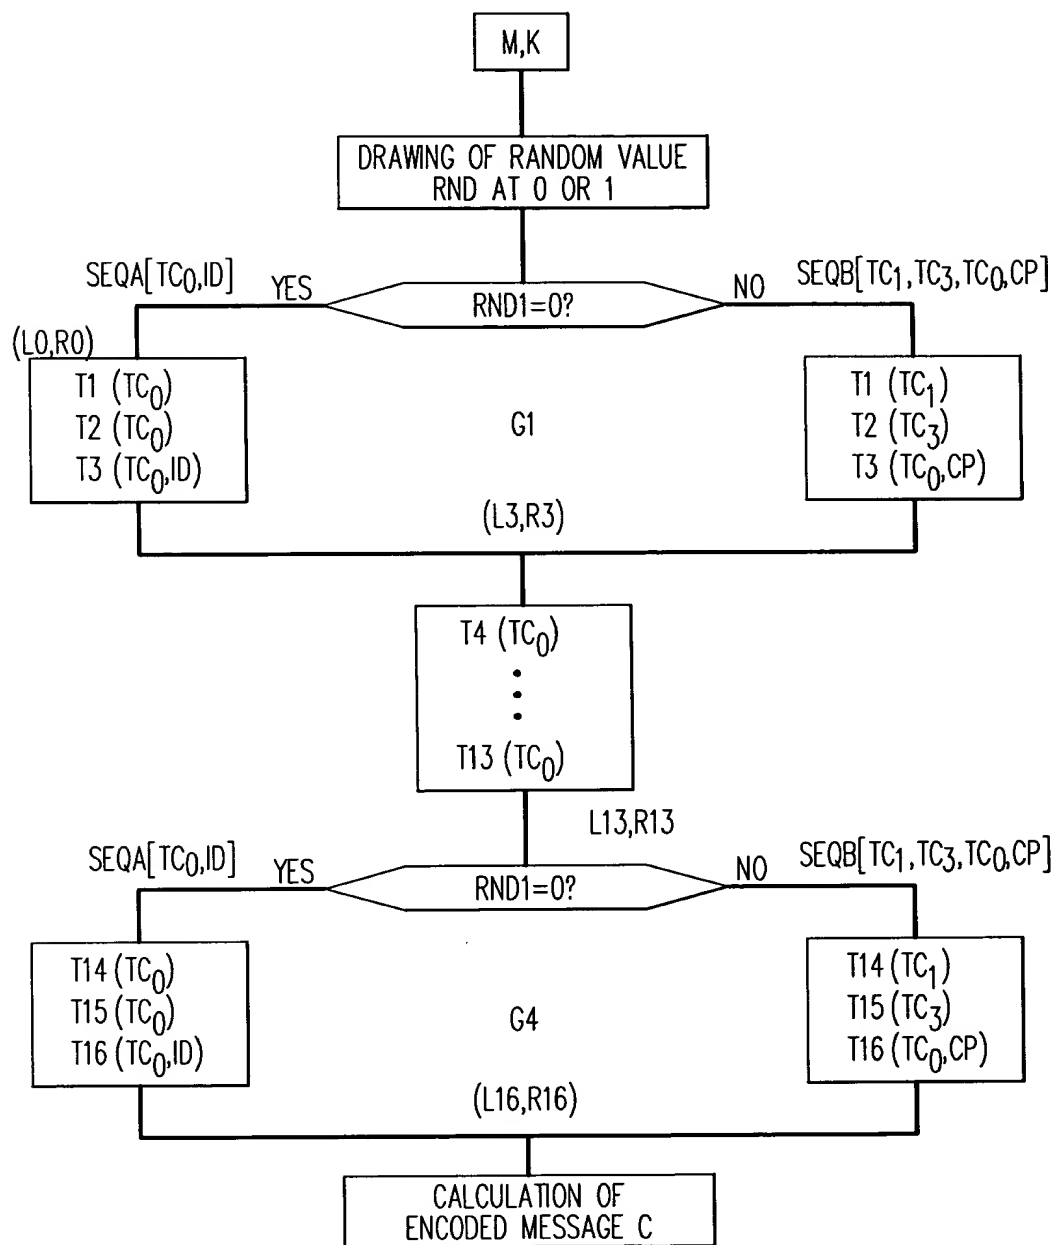 M,K
DRAWING OF RANDOM VALUE
RND AT 0 OR 1
SEQA[TC0,ID]
YES
RND1=0?
NO
SEQB[TC1,TC3,TC0,CP]
(L0,R0)
T1 (TC0)
T2 (TC0)
T3 (TC0,ID)
G1
T1 (TC1)
T2 (TC3)
T3 (TC0,CP)
(L3,R3)
T4 (TC0)
T13 (TC0)
L13,R13
SEQA[TC0,ID]
YES
RND1=0?
NO
SEQB[TC1,TC3,TC0,CP]
T14 (TC0)
T15 (TC0)
T16 (TC0,ID)
G4
T14 (TC1)
T15 (TC3)
T16 (TC0,CP)
(L16,R16)
CALCULATION OF
ENCODED MESSAGE C